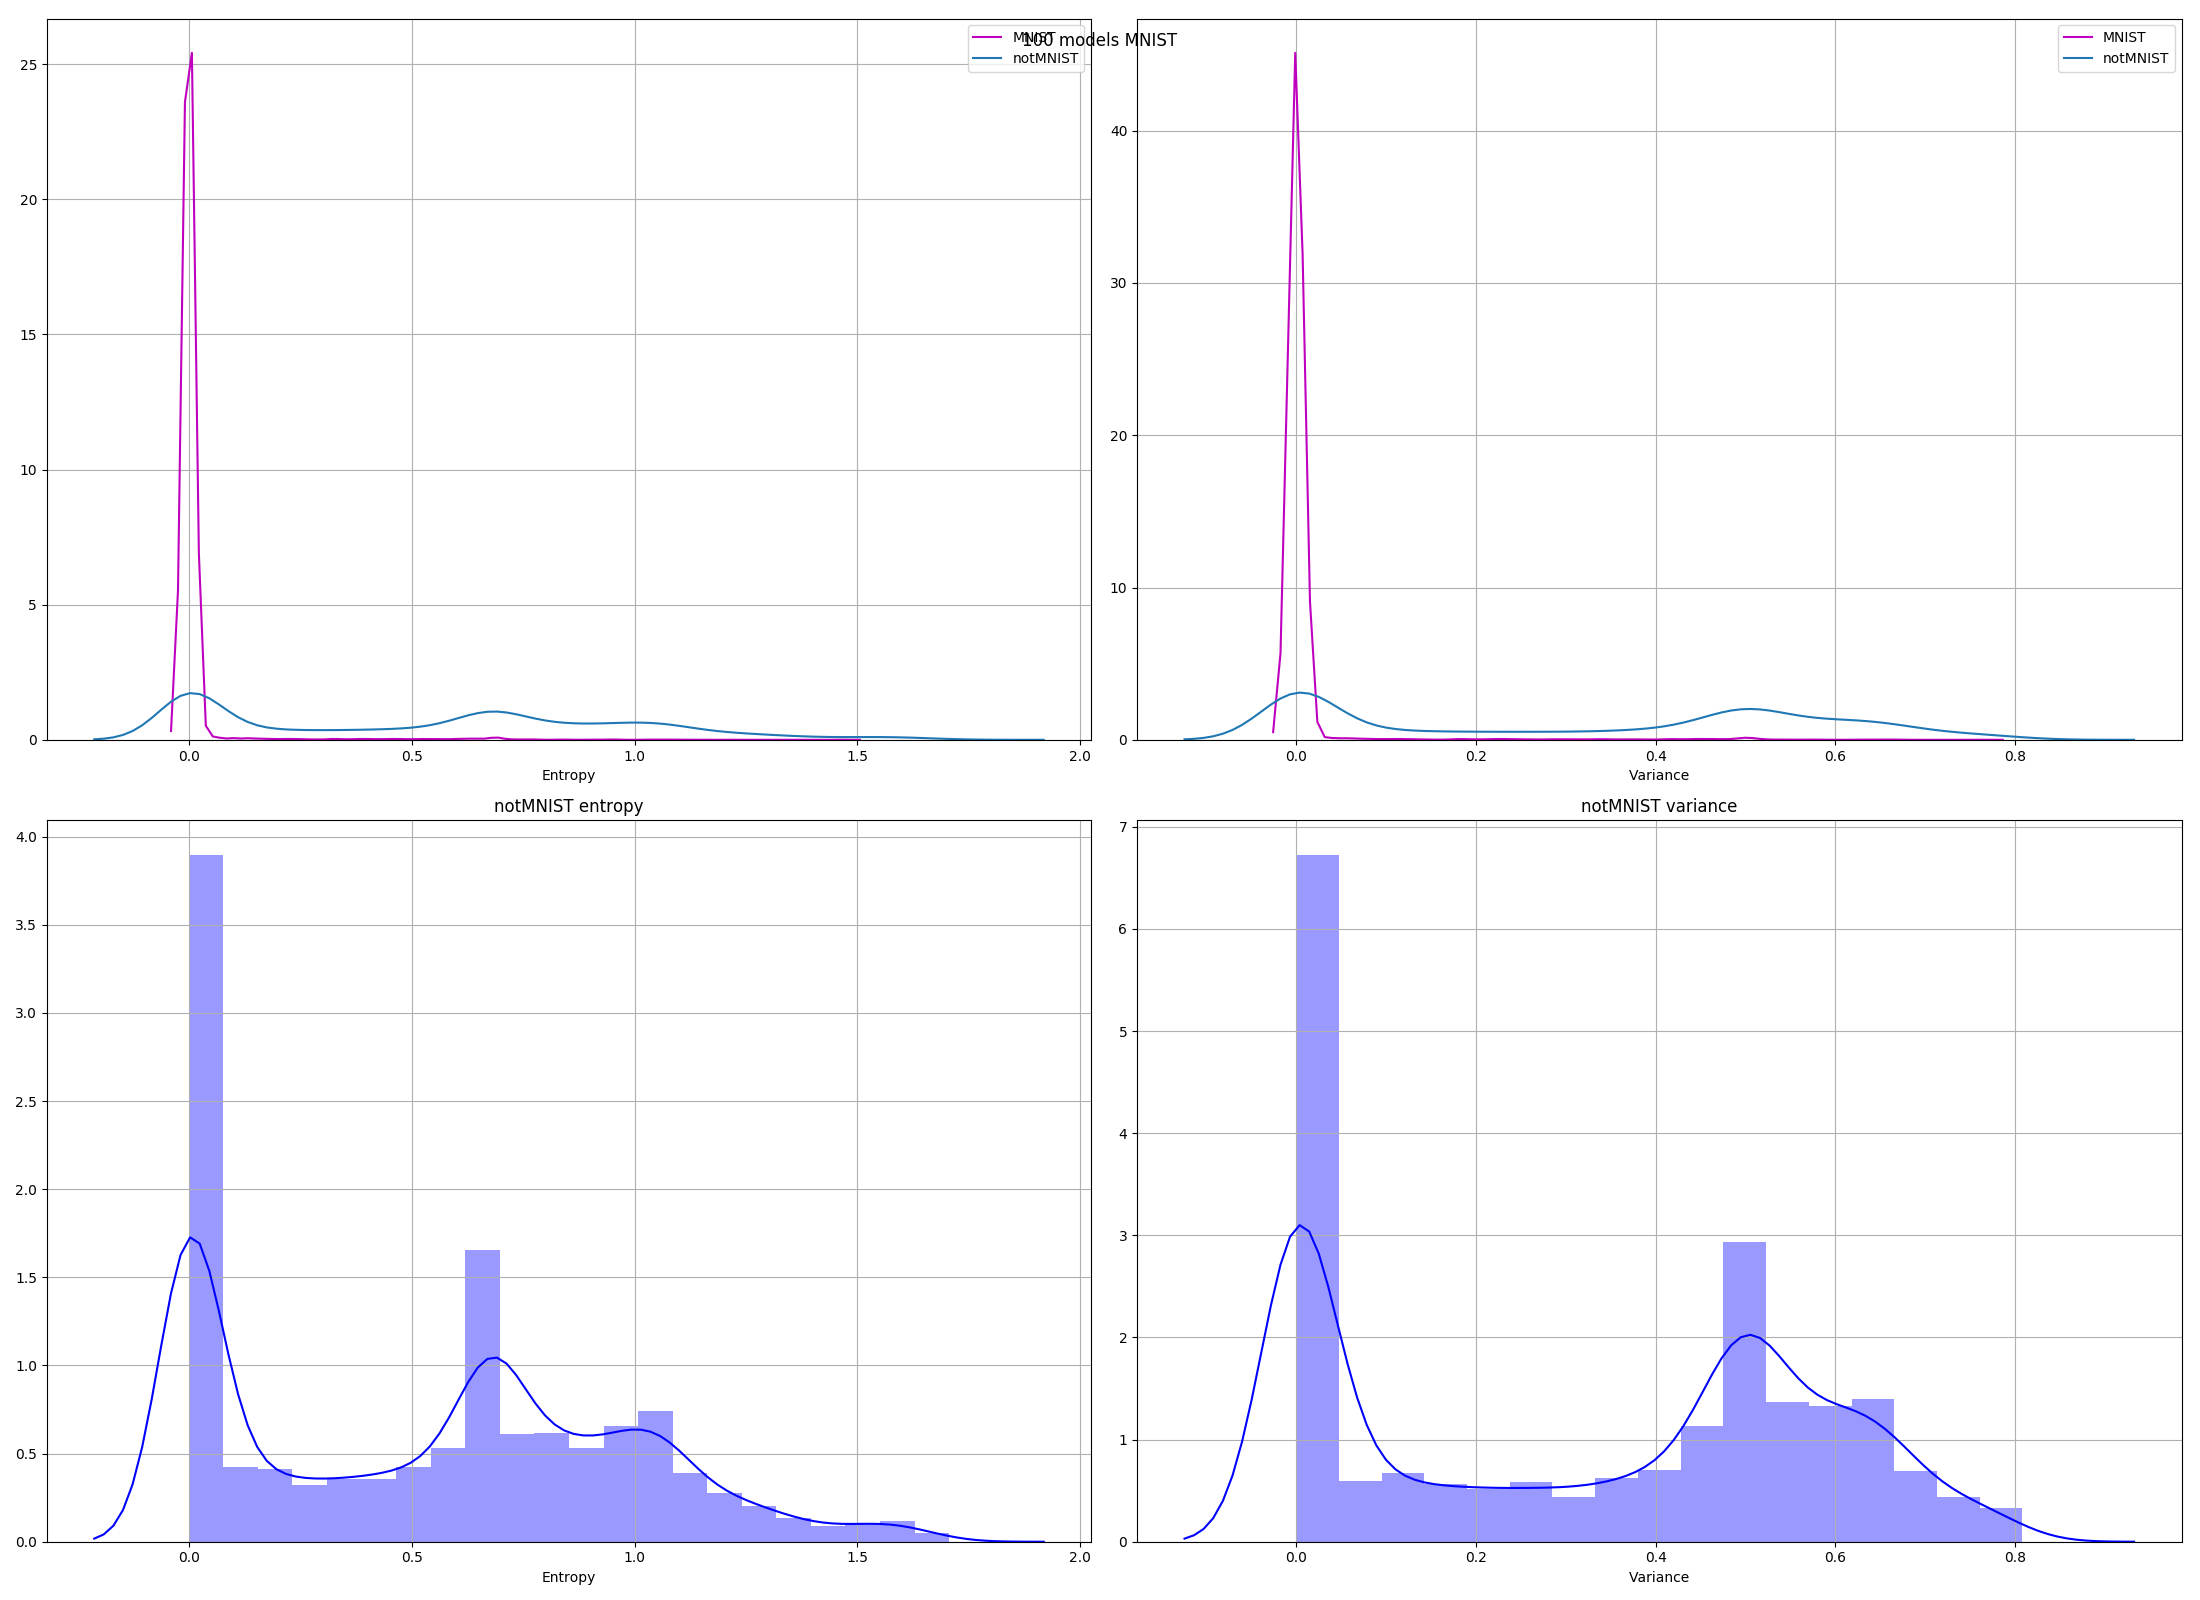 100 models MNIST
MNIST
notMNIST
25
20
15
10
5
0
0.0 0.5 1.0 1.5 2.0
Entropy
MNIST
notMNIST
40
30
20
10
0
0.0 0.2 0.4 0.6 0.8
Variance
notMNIST entropy
4.0
3.5
3.0
2.5
2.0
1.5
1.0
0.5
0.0
0.0 0.5 1.0 1.5 2.0
Entropy
notMNIST variance
7
6
5
4
3
2
1
0
0.0 0.2 0.4 0.6 0.8
Variance